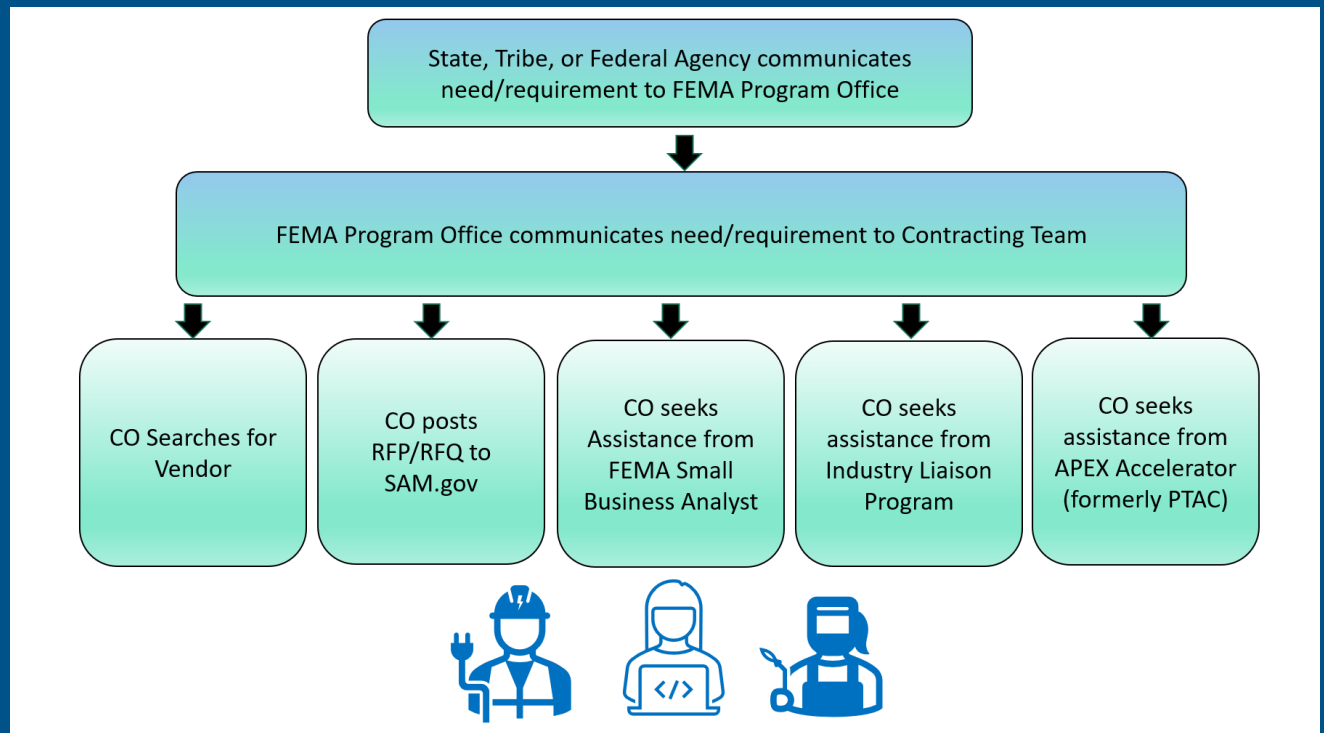 State, Tribe, or Federal Agency communicates
need/requirement to FEMA Program Office
FEMA Program Office communicates need/requirement to Contracting Team
CO Searches for
Vendor
CO posts
RFP/RFQ to
SAM.gov
CO seeks
Assistance from
FEMA Small
Business Analyst
CO seeks
assistance from
Industry Liaison
Program
CO seeks
assistance from
APEX Accelerator
(formerly PTAC)
</>